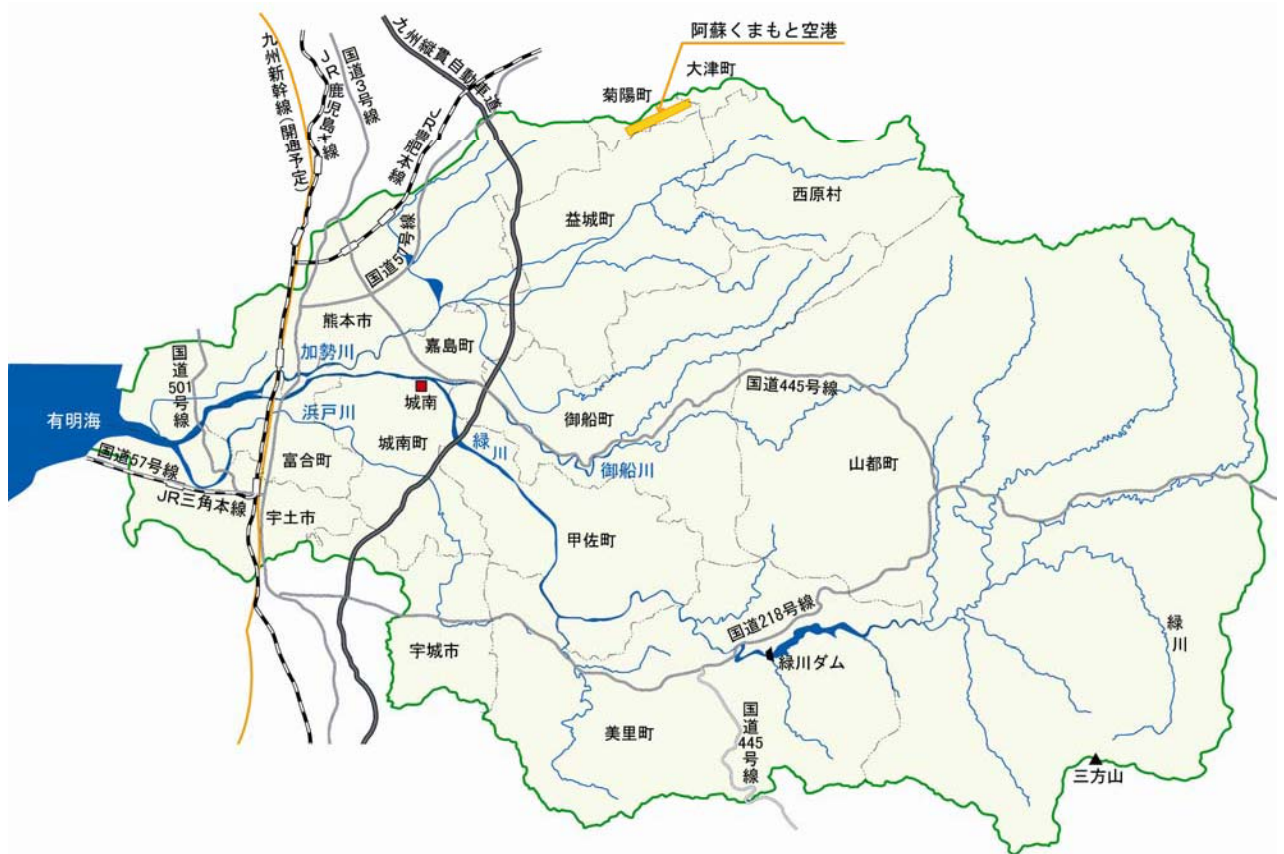 阿蘇くまもと空港
大津町
菊陽町
九州新幹線(開通予定)
JR鹿児島本線
国道3号線
九州縦貫自動車道
JR豊肥本線
国道57号線
西原村
益城町
熊本市
嘉島町
加勢川
国道
501
号線
有明海
城南
浜戸川
城南町
緑川
国道445号線
御船町
御船川
山都町
国道57号線
JR三角本線
富合町
宇土市
甲佐町
国道218号線
緑川ダム
緑川
宇城市
美里町
国道
445
号線
三方山